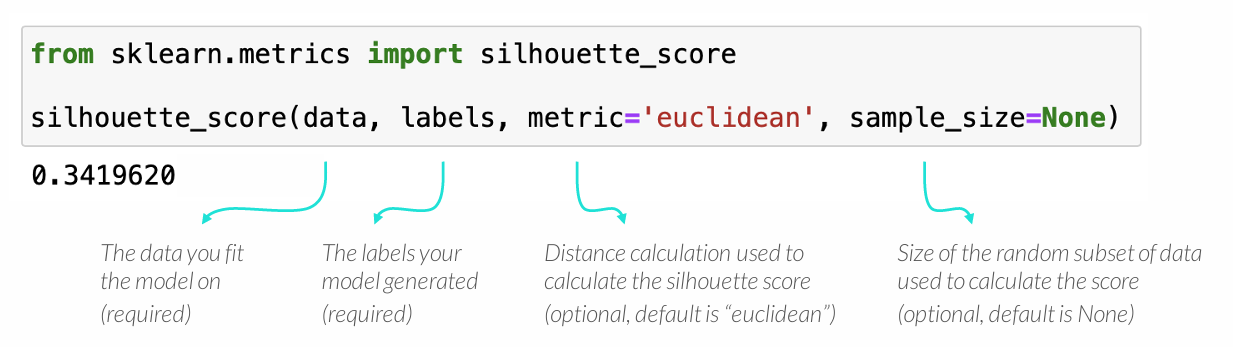 from sklearn.metrics import silhouette_score
silhouette_score(data, labels, metric='euclidean', sample_size=None)
0.3419620
The data you fit
the model on
(required)
The labels your
model generated
(required)
Distance calculation used to
calculate the silhouette score
(optional, default is “euclidean”)
Size of the random subset of data
used to calculate the score
(optional, default is None)